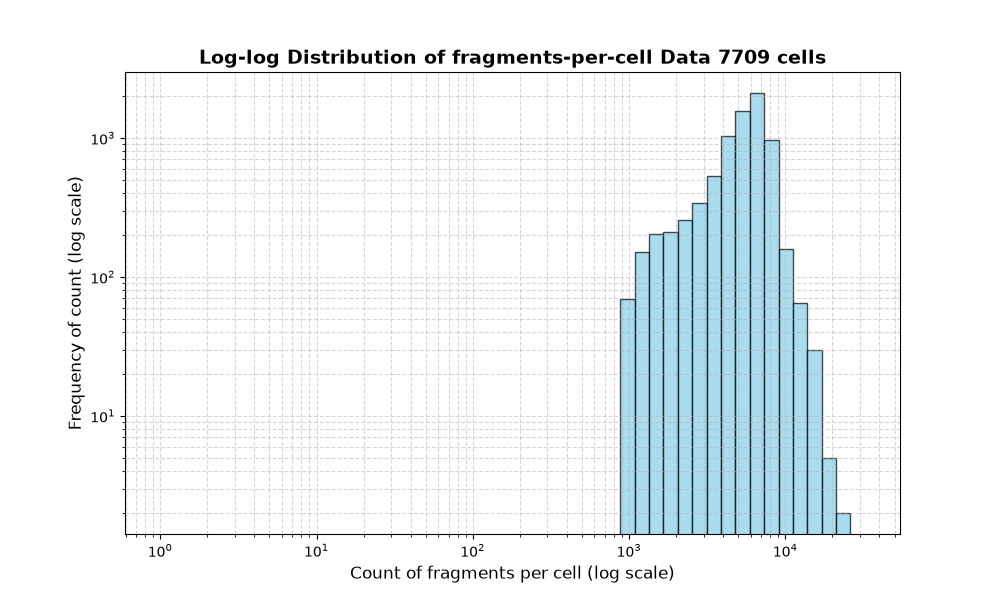 Log-log Distribution of fragments-per-cell Data 7709 cells
Frequency of count (log scale)
10³
10²
10¹
10⁰ 10¹ 10² 10³ 10⁴
Count of fragments per cell (log scale)